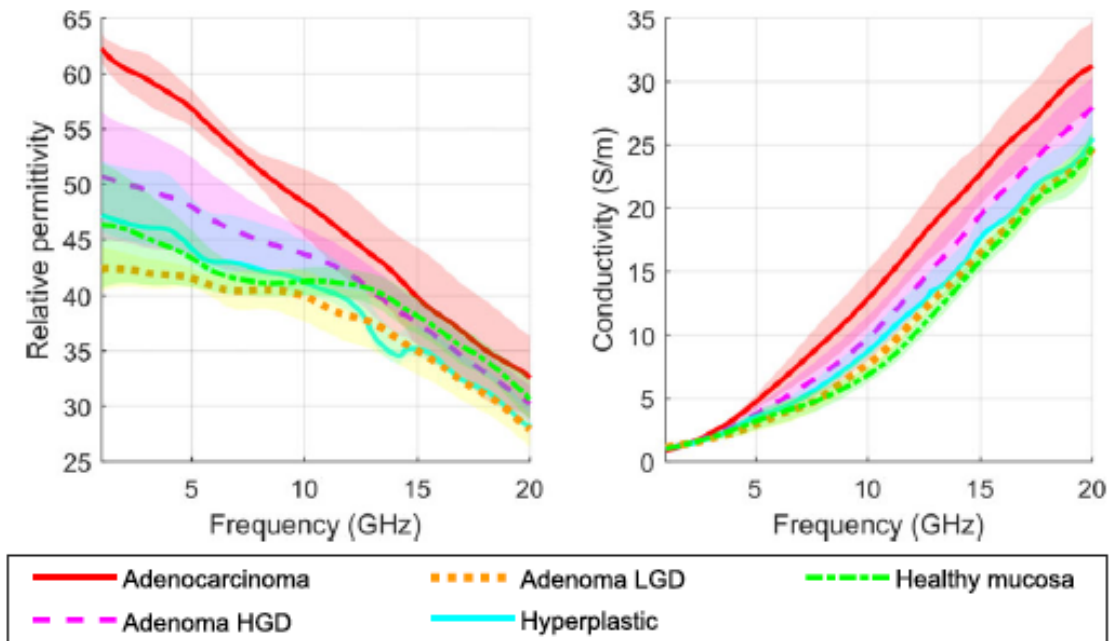 65
60
55
50
45
40
35
30
25
Relative permittivity
5
10
15
20
Frequency (GHz)
35
30
25
20
15
10
5
0
Conductivity (S/m)
5
10
15
20
Frequency (GHz)
Adenocarcinoma
Adenoma LGD
Healthy mucosa
Adenoma HGD
Hyperplastic